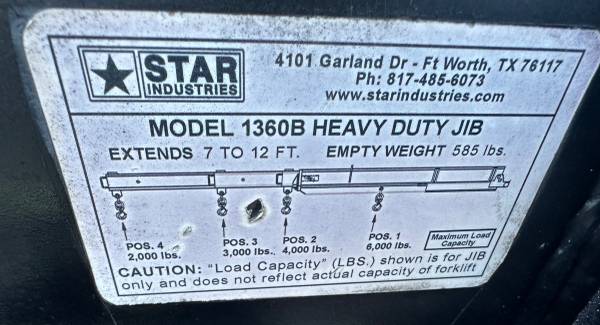 STAR
INDUSTRIES
4101 Garland Dr - Ft Worth, TX 76117
Ph: 817-485-6073
www.starindustries.com
MODEL 1360B HEAVY DUTY JIB
EXTENDS 7 TO 12 FT. EMPTY WEIGHT 585 lbs.
POS. 4
2,000 lbs.
POS. 3
3,000 lbs.
POS. 2
4,000 lbs.
POS. 1
6,000 lbs.
Maximum Load
Capacity
CAUTION: "Load Capacity" (LBS.) shown is for JIB
only and does not reflect actual capacity of forklift